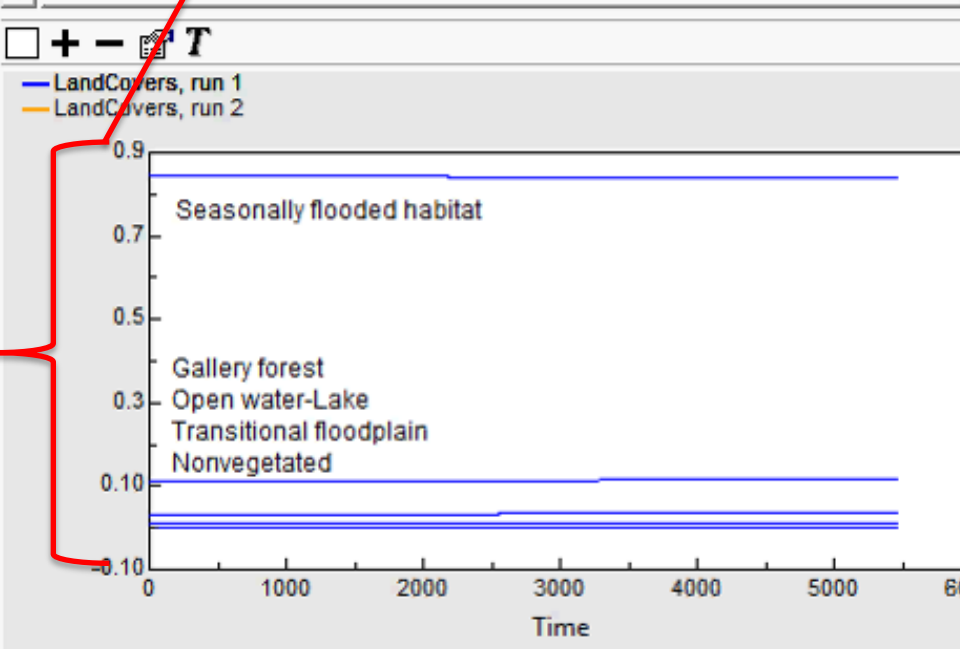 T
LandCovers, run 1
LandCovers, run 2
0.9
Seasonally flooded habitat
0.7
0.5
Gallery forest
0.3
Open water-Lake
Transitional floodplain
Nonvegetated
0.10
-0.10
0 1000 2000 3000 4000 5000
Time